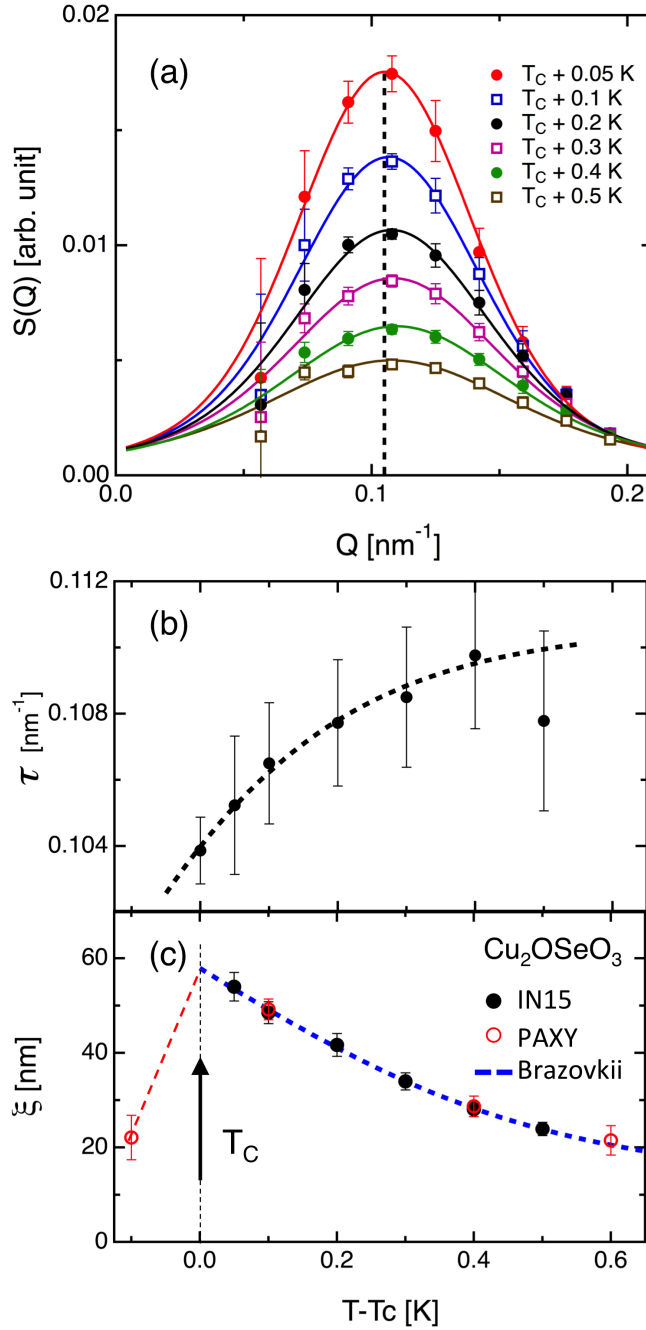 0.02
(a)
T_C + 0.05 K
T_C + 0.1 K
T_C + 0.2 K
T_C + 0.3 K
T_C + 0.4 K
T_C + 0.5 K
0.01
S(Q) [arb. unit]
0.00
0.0 0.1 0.2
Q [nm⁻¹]
0.112
(b)
0.108
τ [nm⁻¹]
0.104
60
(c)
Cu₂OSeO₃
IN15
PAXY
Brazovkii
40
ξ [nm]
20
T_C
0
0.0 0.2 0.4 0.6
T-Tc [K]